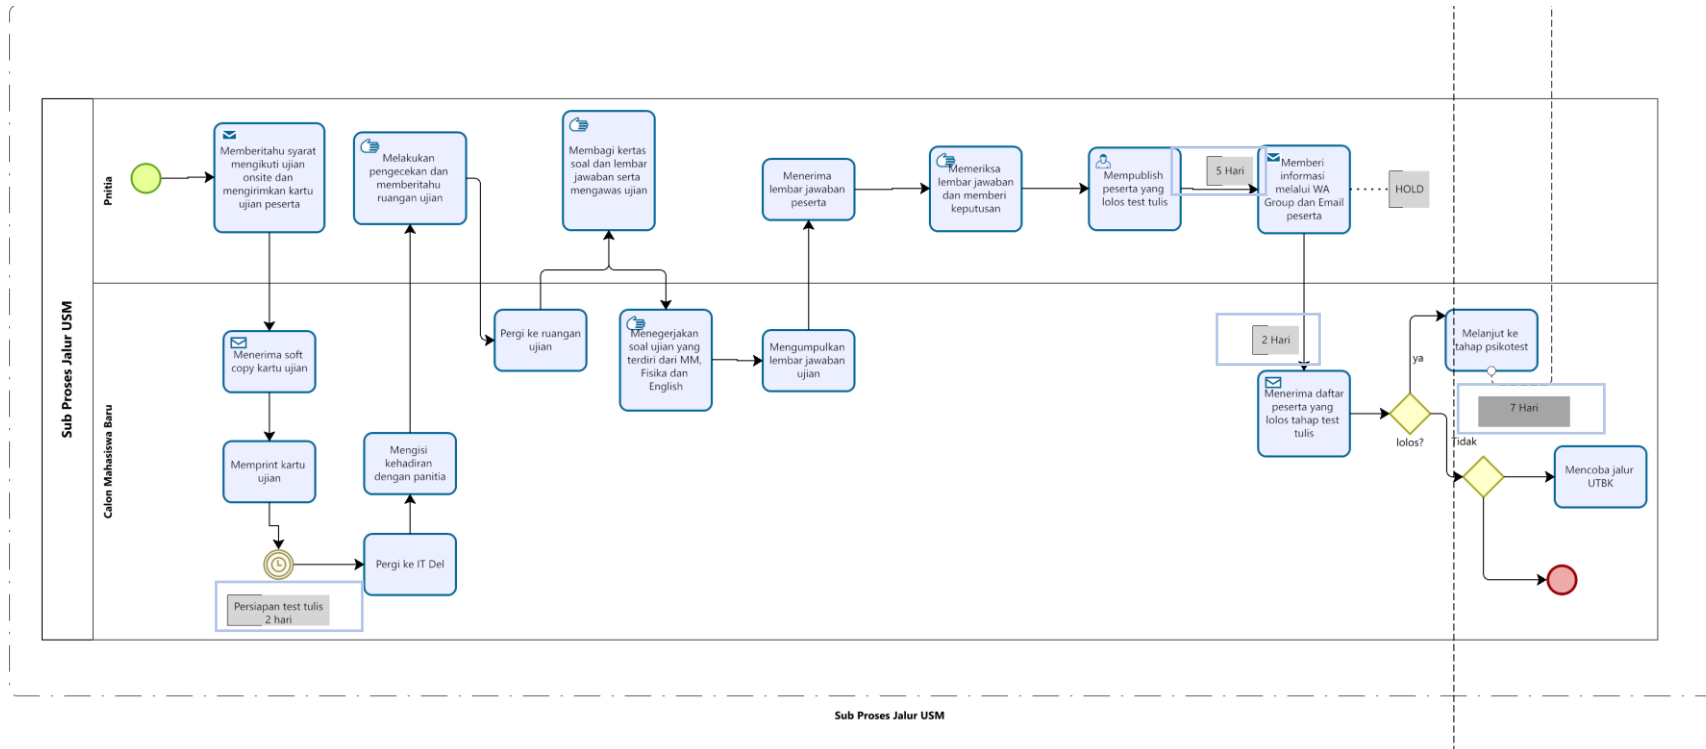 Sub Proses Jalur USM
Pnitia
Memberitahu syarat
mengikuti ujian
onsite dan
mengirimkan kartu
ujian peserta
Melakukan
pengecekan dan
memberitahu
ruangan ujian
Membagi kertas
soal dan lembar
jawaban serta
mengawas ujian
Menerima
lembar jawaban
peserta
Memeriksa
lembar jawaban
dan memberi
keputusan
Mempublish
peserta yang
lolos test tulis
5 Hari
Memberi
informasi
melalui WA
Group dan Email
peserta
HOLD
Calon Mahasiswa Baru
Menerima soft
copy kartu ujian
Memprint kartu
ujian
Persiapan test tulis
2 hari
Pergi ke IT Del
Mengisi
kehadiran
dengan panitia
Pergi ke ruangan
ujian
Menegerjakan
soal ujian yang
terdiri dari MM,
Fisika dan
English
Mengumpulkan
lembar jawaban
ujian
2 Hari
Menerima daftar
peserta yang
lolos tahap test
tulis
lolos?
ya
Melanjut ke
tahap psikotest
7 Hari
Tidak
Mencoba jalur
UTBK
Sub Proses Jalur USM